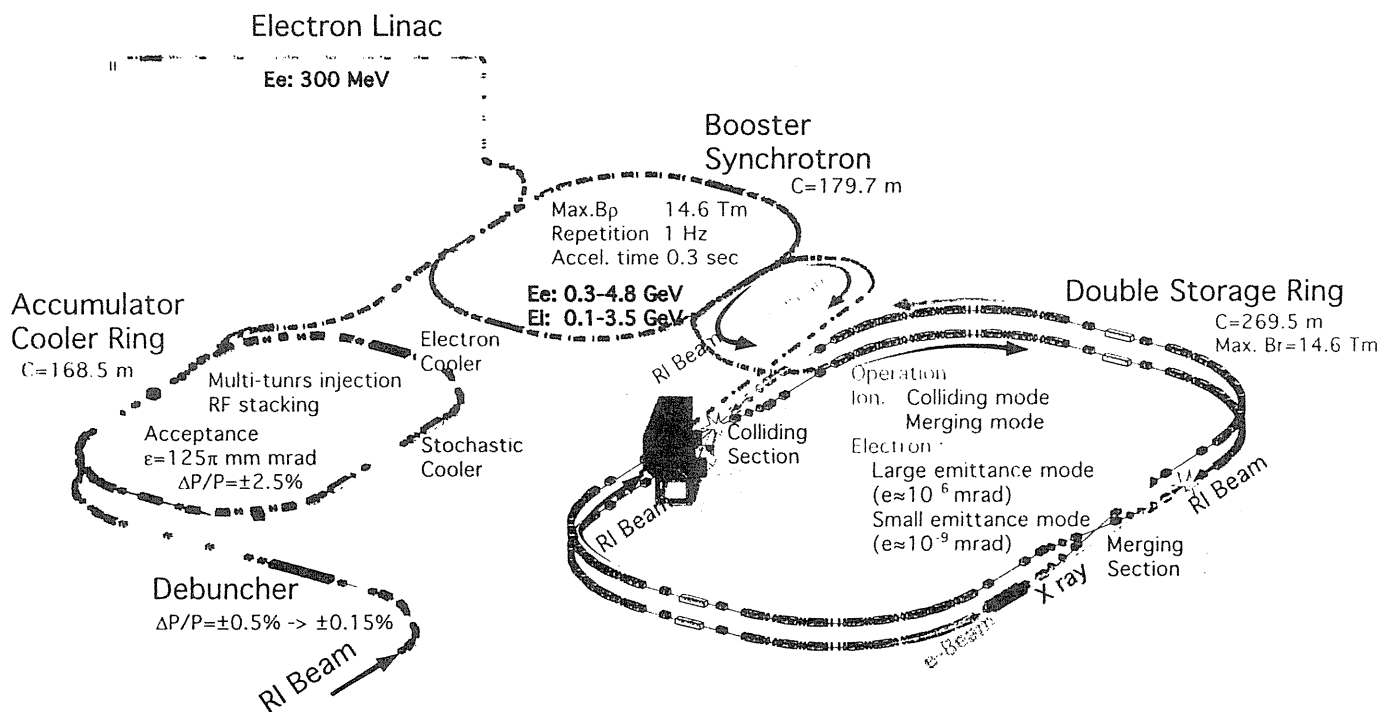 Electron Linac
Ee: 300 MeV
Booster
Synchrotron
C=179.7 m
Max.Bρ 14.6 Tm
Repetition 1 Hz
Accel. time 0.3 sec
Ee: 0.3-4.8 GeV
EI: 0.1-3.5 GeV
Accumulator
Cooler Ring
C=168.5 m
Electron
Cooler
Multi-tunrs injection
RF stacking
Acceptance
ε=125π mm mrad
ΔP/P=±2.5%
Stochastic
Cooler
Debuncher
ΔP/P=±0.5% -> ±0.15%
RI Beam
Double Storage Ring
C=269.5 m
Max. Br=14.6 Tm
RI Beam
Operation
Ion. Colliding mode
Merging mode
Electron :
Large emittance mode
(e≈10⁻⁶ mrad)
Small emittance mode
(e≈10⁻⁹ mrad)
Colliding
Section
RI Beam
RI Beam
Merging
Section
X ray
e-Beam